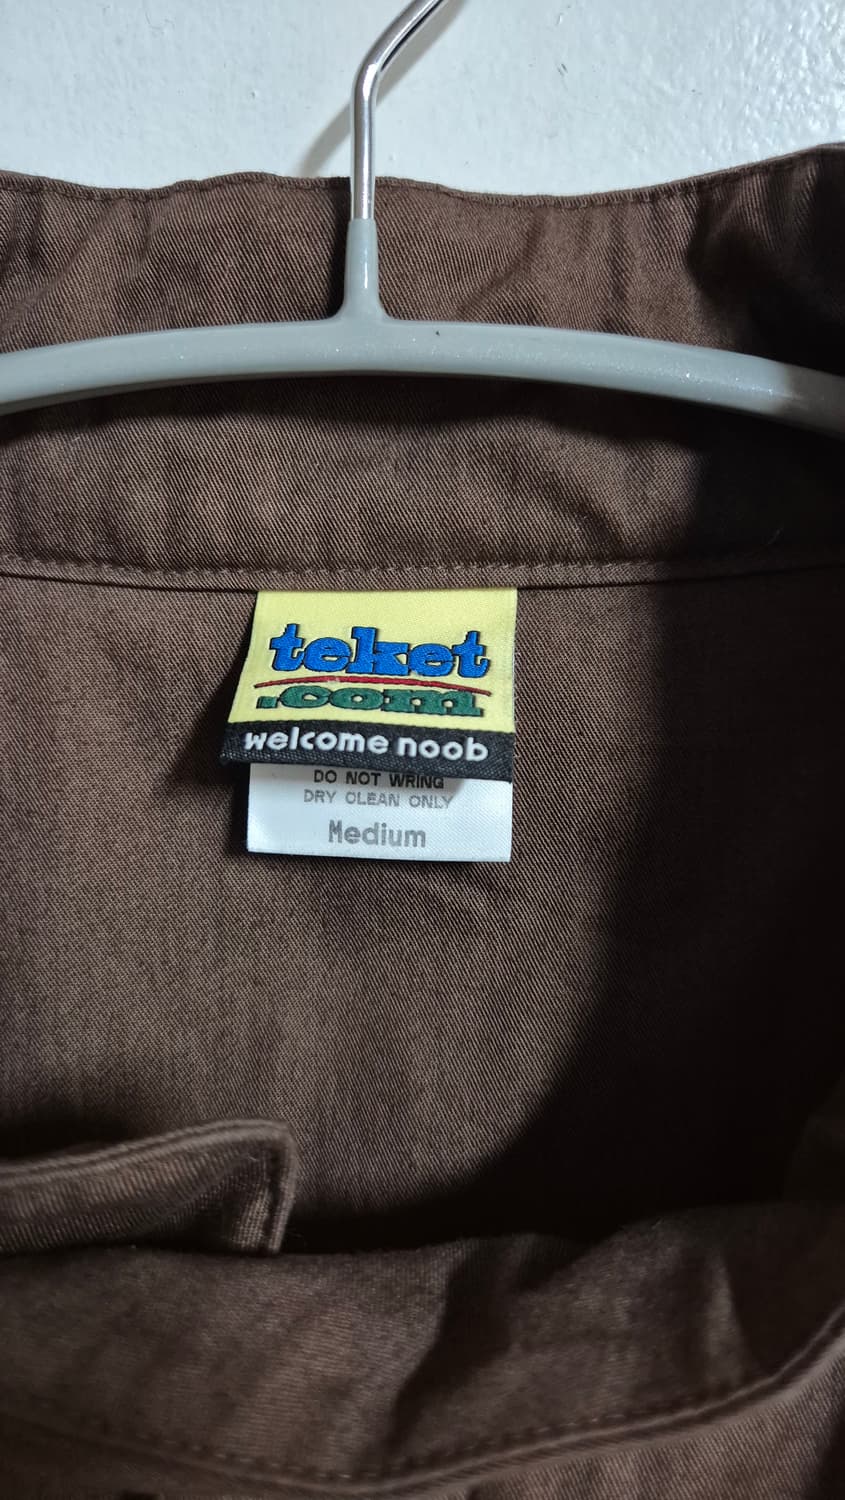 teket
.com
welcome noob
DO NOT WRING
DRY CLEAN ONLY
Medium